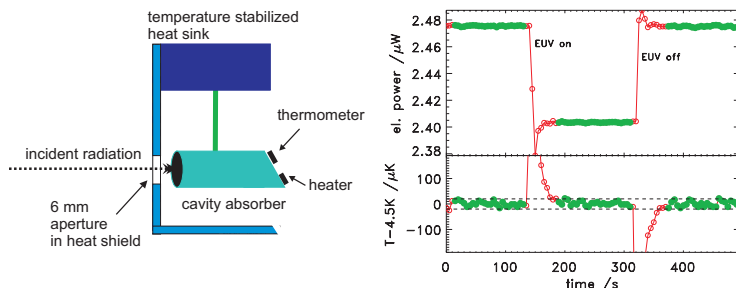 temperature stabilized
heat sink
thermometer
incident radiation
heater
cavity absorber
6 mm
aperture
in heat shield
el. power /μW
2.48
2.46
2.44
2.42
2.40
2.38
EUV on
EUV off
T-4.5K /μK
100
0
-100
0
100
200
300
400
time /s